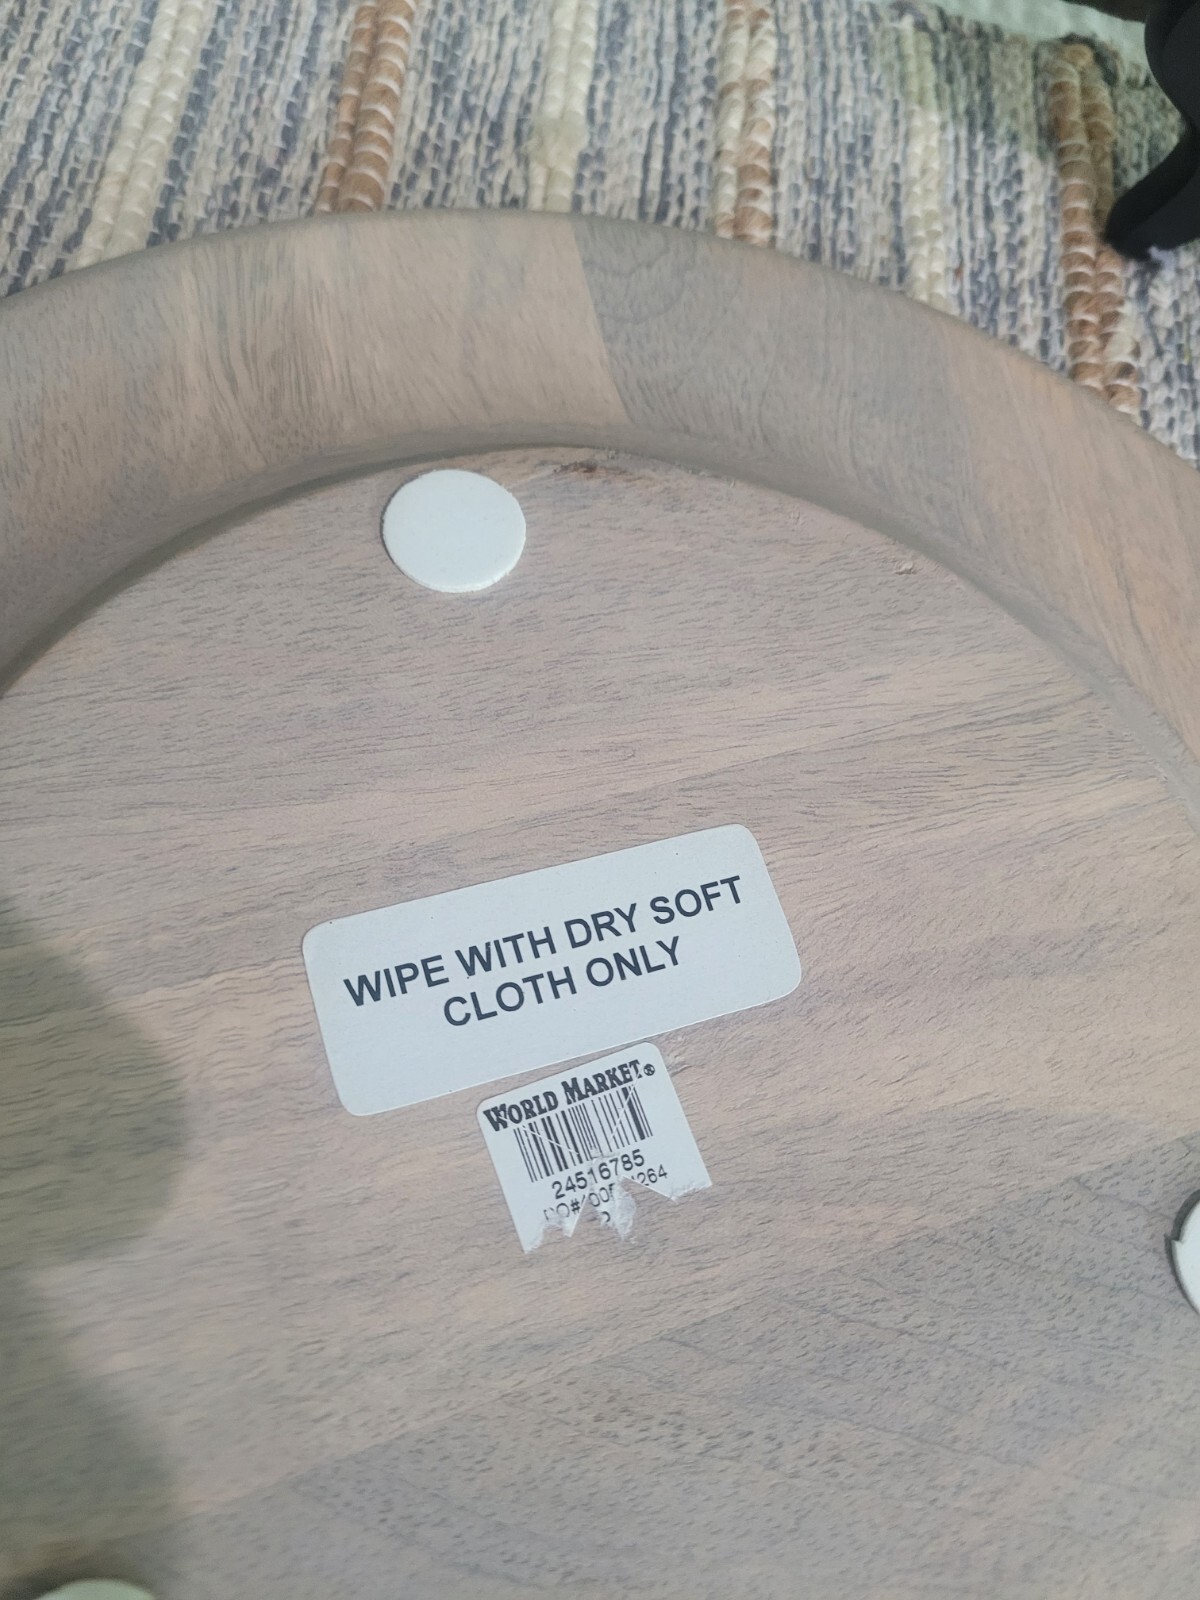 WIPE WITH DRY SOFT
CLOTH ONLY
WORLD MARKET®
24516785